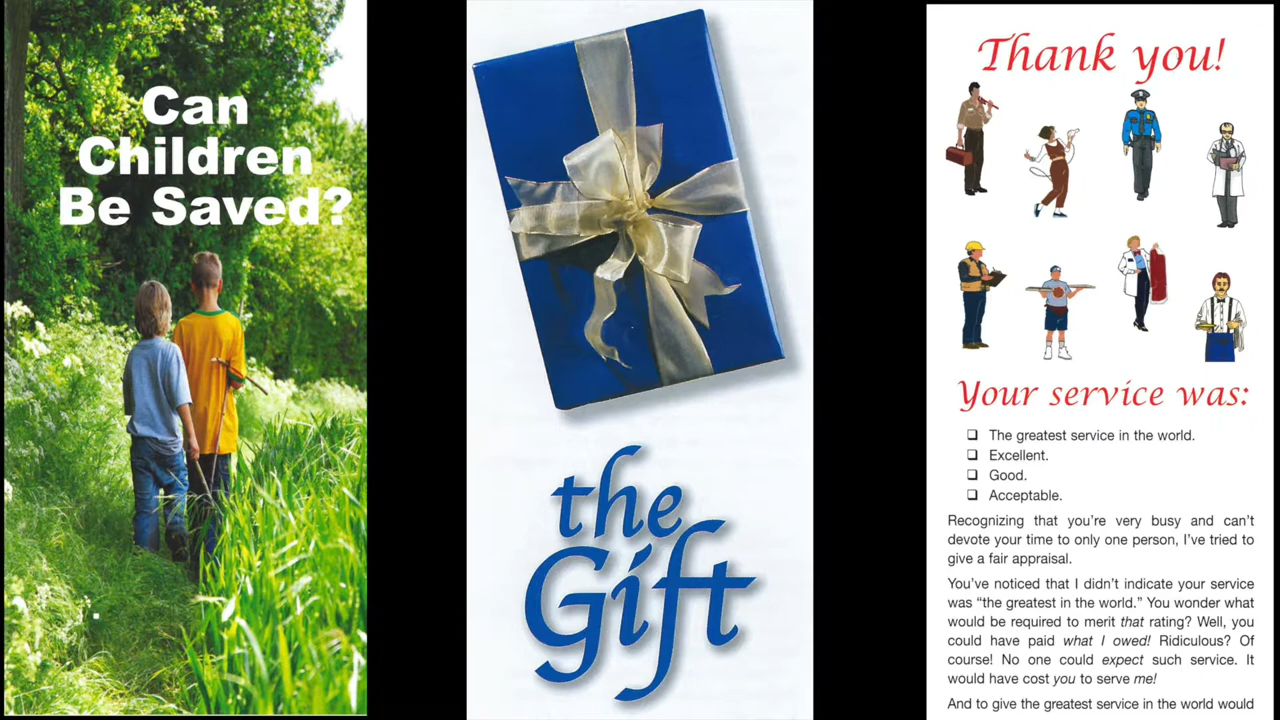 Can
Children
Be Saved?
the
Gift
Thank you!
Your service was:
❑ The greatest service in the world.
❑ Excellent.
❑ Good.
❑ Acceptable.
Recognizing that you're very busy and can't
devote your time to only one person, I've tried to
give a fair appraisal.
You've noticed that I didn't indicate your service
was “the greatest in the world.” You wonder what
would be required to merit that rating? Well, you
could have paid what I owed! Ridiculous? Of
course! No one could expect such service. It
would have cost you to serve me!
And to give the greatest service in the world would